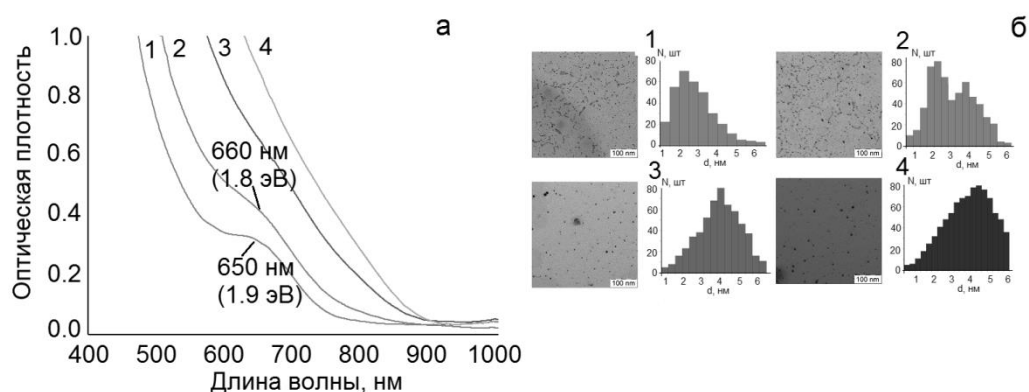 а
Оптическая плотность
1.0
0.8
0.6
0.4
0.2
0.0
1 2 3 4
660 нм
(1.8 эВ)
650 нм
(1.9 эВ)
400 500 600 700 800 900 1000
Длина волны, нм
б
1
100 nm
N, шт
80
60
40
20
0
1 2 3 4 5 6
d, нм
2
100 nm
N, шт
80
60
40
20
0
1 2 3 4 5 6
d, нм
3
100 nm
N, шт
80
60
40
20
0
1 2 3 4 5 6
d, нм
4
100 nm
N, шт
80
60
40
20
0
1 2 3 4 5 6
d, нм